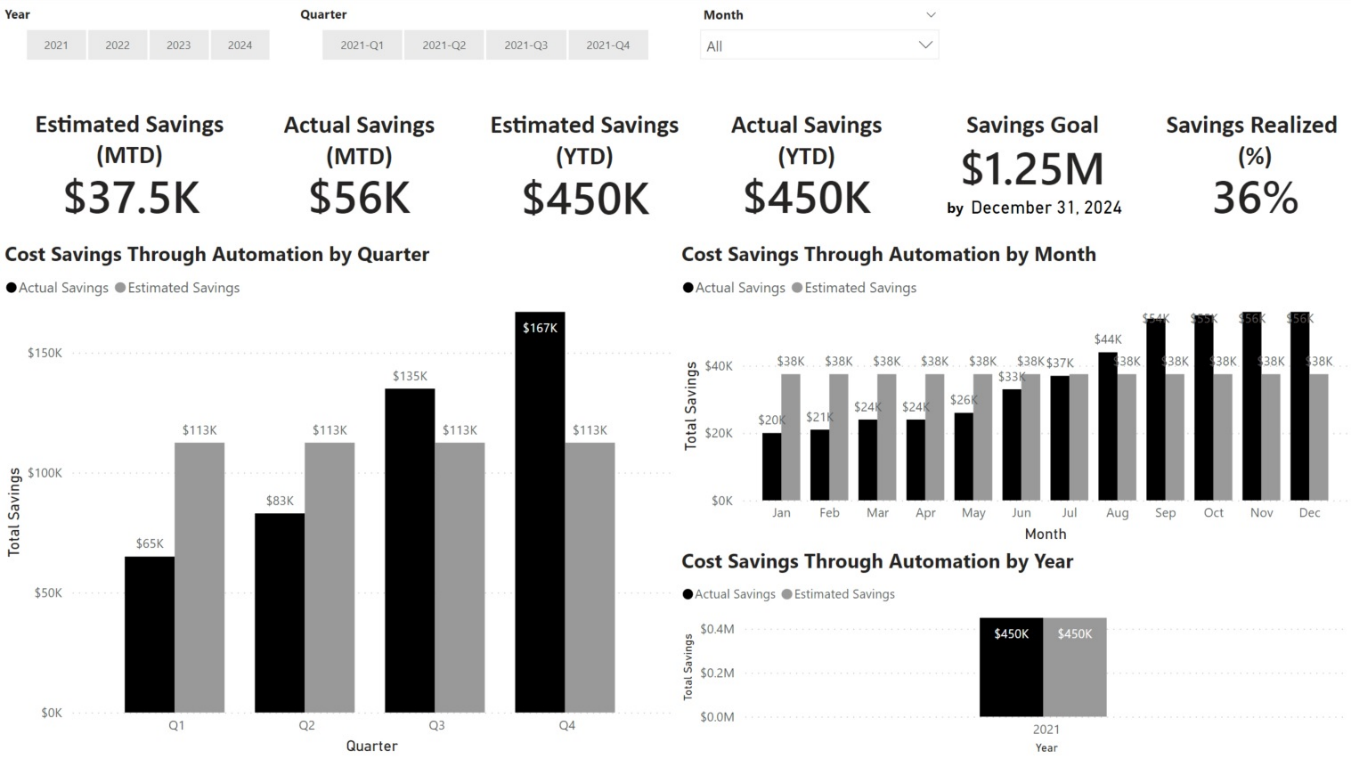 Year
2021 2022 2023 2024
Quarter
2021-Q1 2021-Q2 2021-Q3 2021-Q4
Month
All
Estimated Savings
(MTD)
$37.5K
Actual Savings
(MTD)
$56K
Estimated Savings
(YTD)
$450K
Actual Savings
(YTD)
$450K
Savings Goal
$1.25M
by December 31, 2024
Savings Realized
(%)
36%
Cost Savings Through Automation by Quarter
Actual Savings Estimated Savings
Total Savings
$150K
$100K
$50K
$0K
$65K $113K
$83K $113K
$135K $113K
$167K $113K
Q1 Q2 Q3 Q4
Quarter
Cost Savings Through Automation by Month
Actual Savings Estimated Savings
Total Savings
$40K
$20K
$0K
$20K $38K
$21K $38K
$24K $38K
$24K $38K
$26K $38K
$33K $38K
$37K
$44K $38K
$54K $38K
$55K $38K
$56K $38K
$56K $38K
Jan Feb Mar Apr May Jun Jul Aug Sep Oct Nov Dec
Month
Cost Savings Through Automation by Year
Actual Savings Estimated Savings
Total Savings
$0.4M
$0.2M
$0.0M
$450K $450K
2021
Year